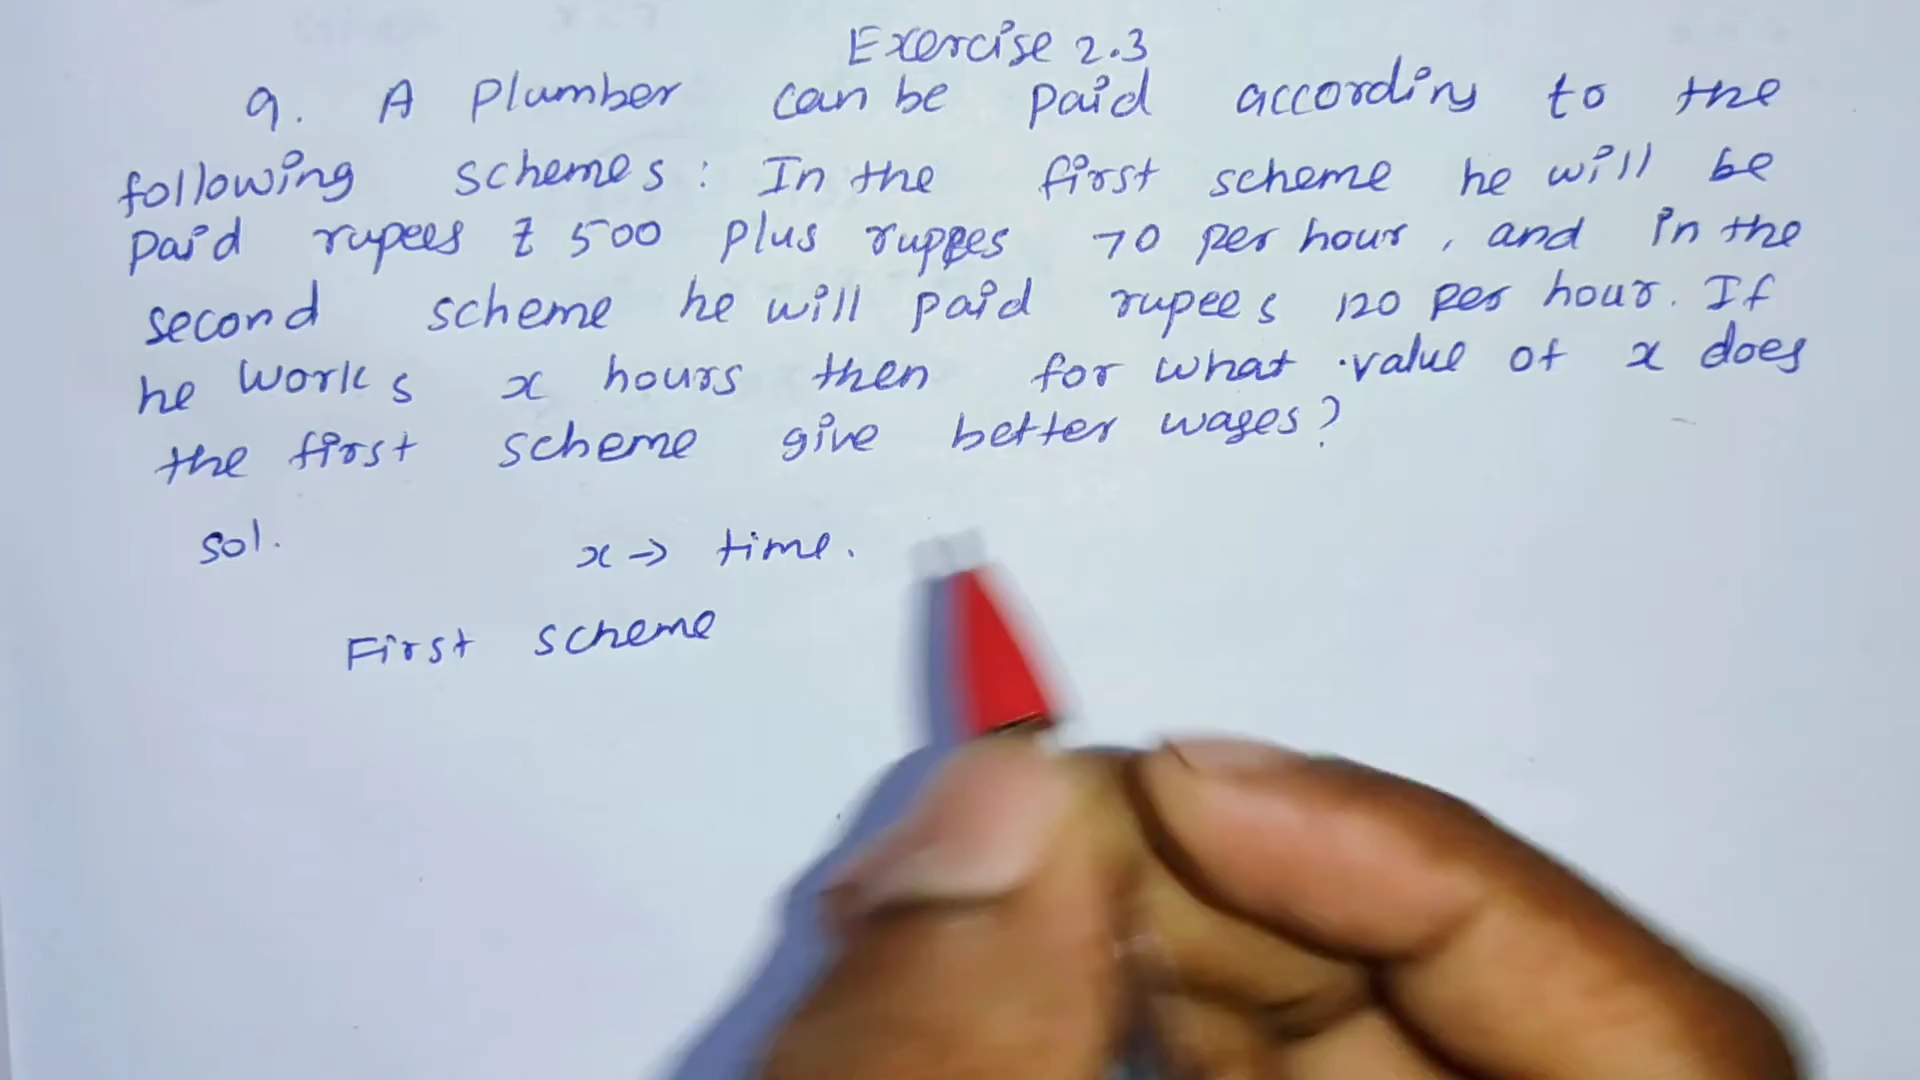 Exercise 2.3
9. A Plumber can be paid according to the
following schemes: In the first scheme he will be
paid rupees ₹ 500 plus rupees 70 per hour, and in the
second scheme he will paid rupees 120 per hour. If
he works x hours then for what value of x does
the first scheme give better wages?
sol. x → time.
First scheme